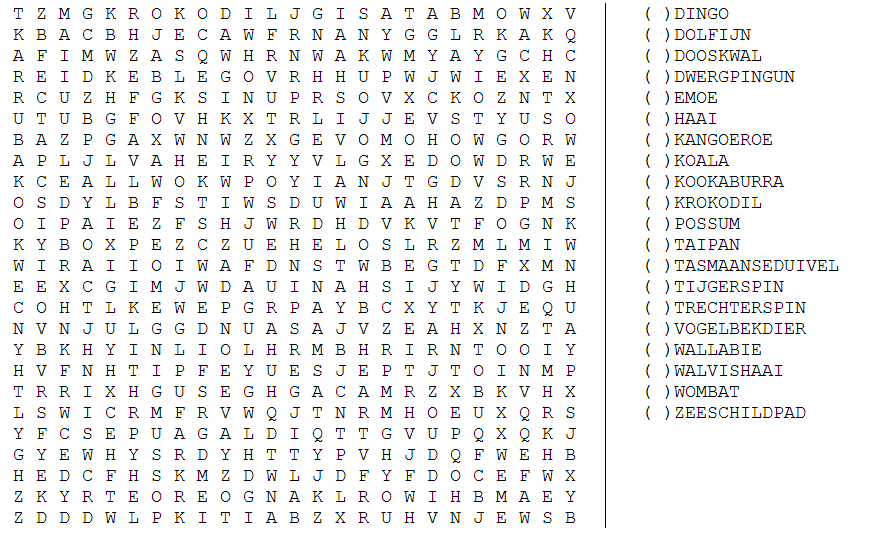 T Z M G K R O K O D I L J G I S A T A B M O W X V ( )DINGO
K B A C B H J E C A W F R N A N Y G G L R K A K Q ( )DOLFIJN
A F I M W Z A S Q W H R N W A K W M Y A Y G C H C ( )DOOSKWAL
R E I D K E B L E G O V R H H U P W J W I E X E N ( )DWERGPINGUN
R C U Z H F G K S I N U P R S O V X C K O Z N T X ( )EMOE
U T U B G F O V H K X T R L I J J E V S T Y U S O ( )HAAI
B A Z P G A X W N W Z X G E V O M O H O W G O R W ( )KANGOEROE
A P L J L V A H E I R Y Y V L G X E D O W D R W E ( )KOALA
K C E A L L W O K W P O Y I A N J T G D V S R N J ( )KOOKABURRA
O S D Y L B F S T I W S D U W I A A H A Z D P M S ( )KROKODIL
O I P A I E Z F S H J W R D H D V K V T F O G N K ( )POSSUM
K Y B O X P E Z C Z U E H E L O S L R Z M L M I W ( )TAIPAN
W I R A I I O I W A F D N S T W B E G T D F X M N ( )TASMAANSEDUIVEL
E E X C G I M J W D A U I N A H S I J Y W I D G H ( )TIJGERSPIN
C O H T L K E W E P G R P A Y B C X Y T K J E Q U ( )TRECHTERSPIN
N V N J U L G G D N U A S A J V Z E A H X N Z T A ( )VOGELBEKDIER
Y B K H Y I N L I O L H R M B H R I R N T O O I Y ( )WALLABIE
H V F N H T I P F E Y U E S J E P T J T O I N M P ( )WALVISHAAI
T R R I X H G U S E G H G A C A M R Z X B K V H X ( )WOMBAT
L S W I C R M F R V W Q J T N R M H O E U X Q R S ( )ZEESCHILDPAD
Y F C S E P U A G A L D I Q T T G V U P Q X Q K J
G Y E W H Y S R D Y H T T Y P V H J D Q F W E H B
H E D C F H S K M Z D W L J D F Y F D O C E F W X
Z K Y R T E O R E O G N A K L R O W I H B M A E Y
Z D D D W L P K I T I A B Z X R U H V N J E W S B